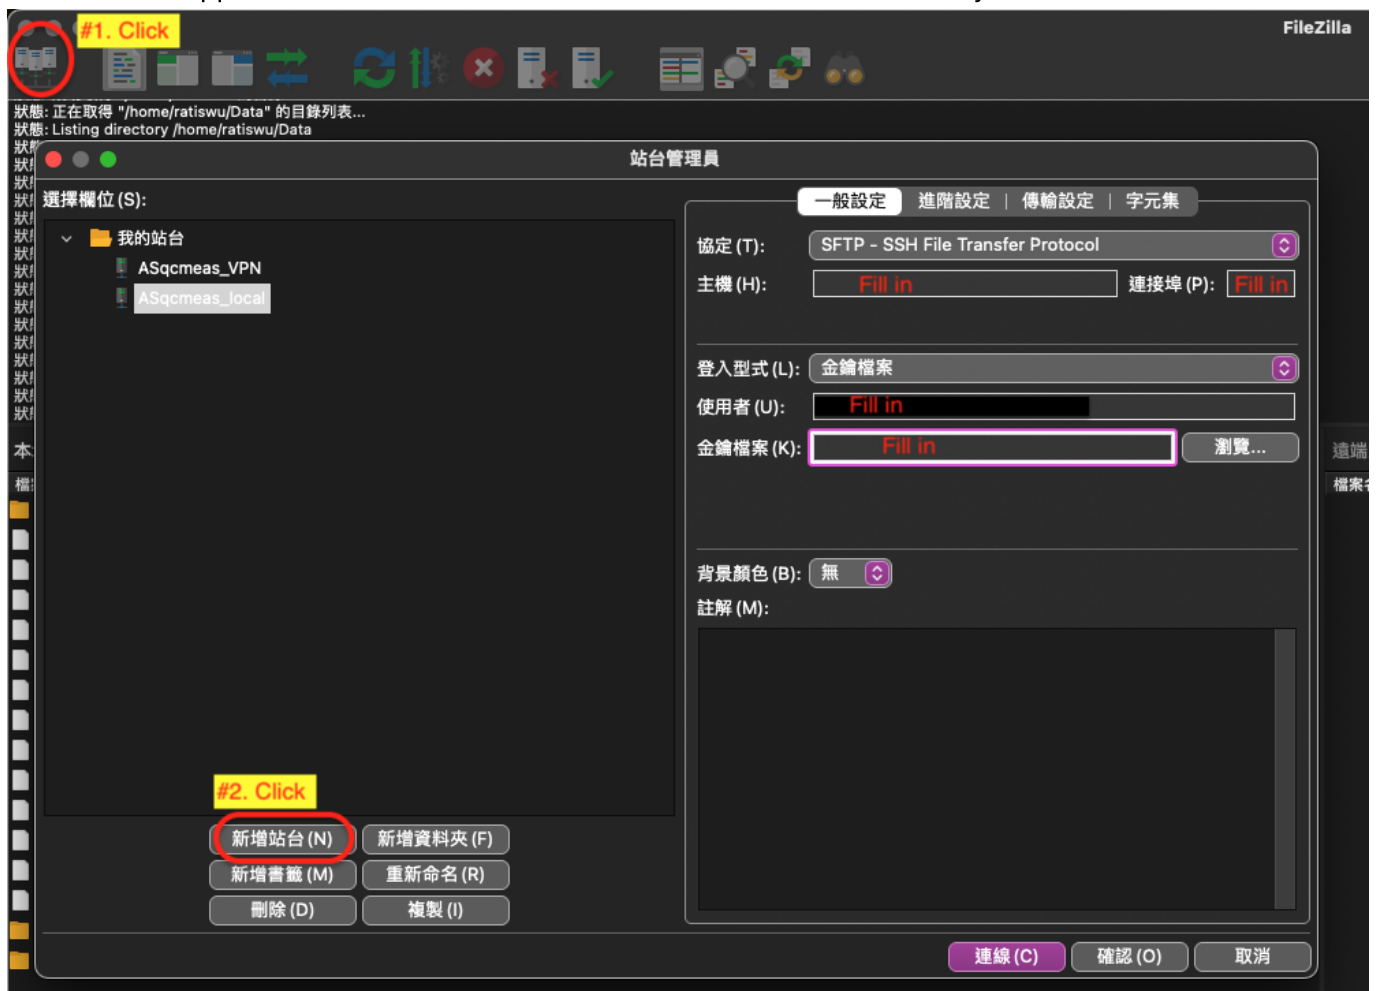 #1. Click
FileZilla
狀態: 正在取得 "/home/ratiswu/Data" 的目錄列表...
狀態: Listing directory /home/ratiswu/Data
站台管理員
選擇欄位 (S):
我的站台
ASqcmeas_VPN
ASqcmeas_local
一般設定 進階設定 傳輸設定 字元集
協定 (T): SFTP - SSH File Transfer Protocol
主機 (H): Fill in 連接埠 (P): Fill in
登入型式 (L): 金鑰檔案
使用者 (U): Fill in
金鑰檔案 (K): Fill in 瀏覽...
背景顏色 (B): 無
註解 (M):
#2. Click
新增站台 (N) 新增資料夾 (F)
新增書籤 (M) 重新命名 (R)
刪除 (D) 複製 (I)
連線 (C) 確認 (O) 取消
遠端